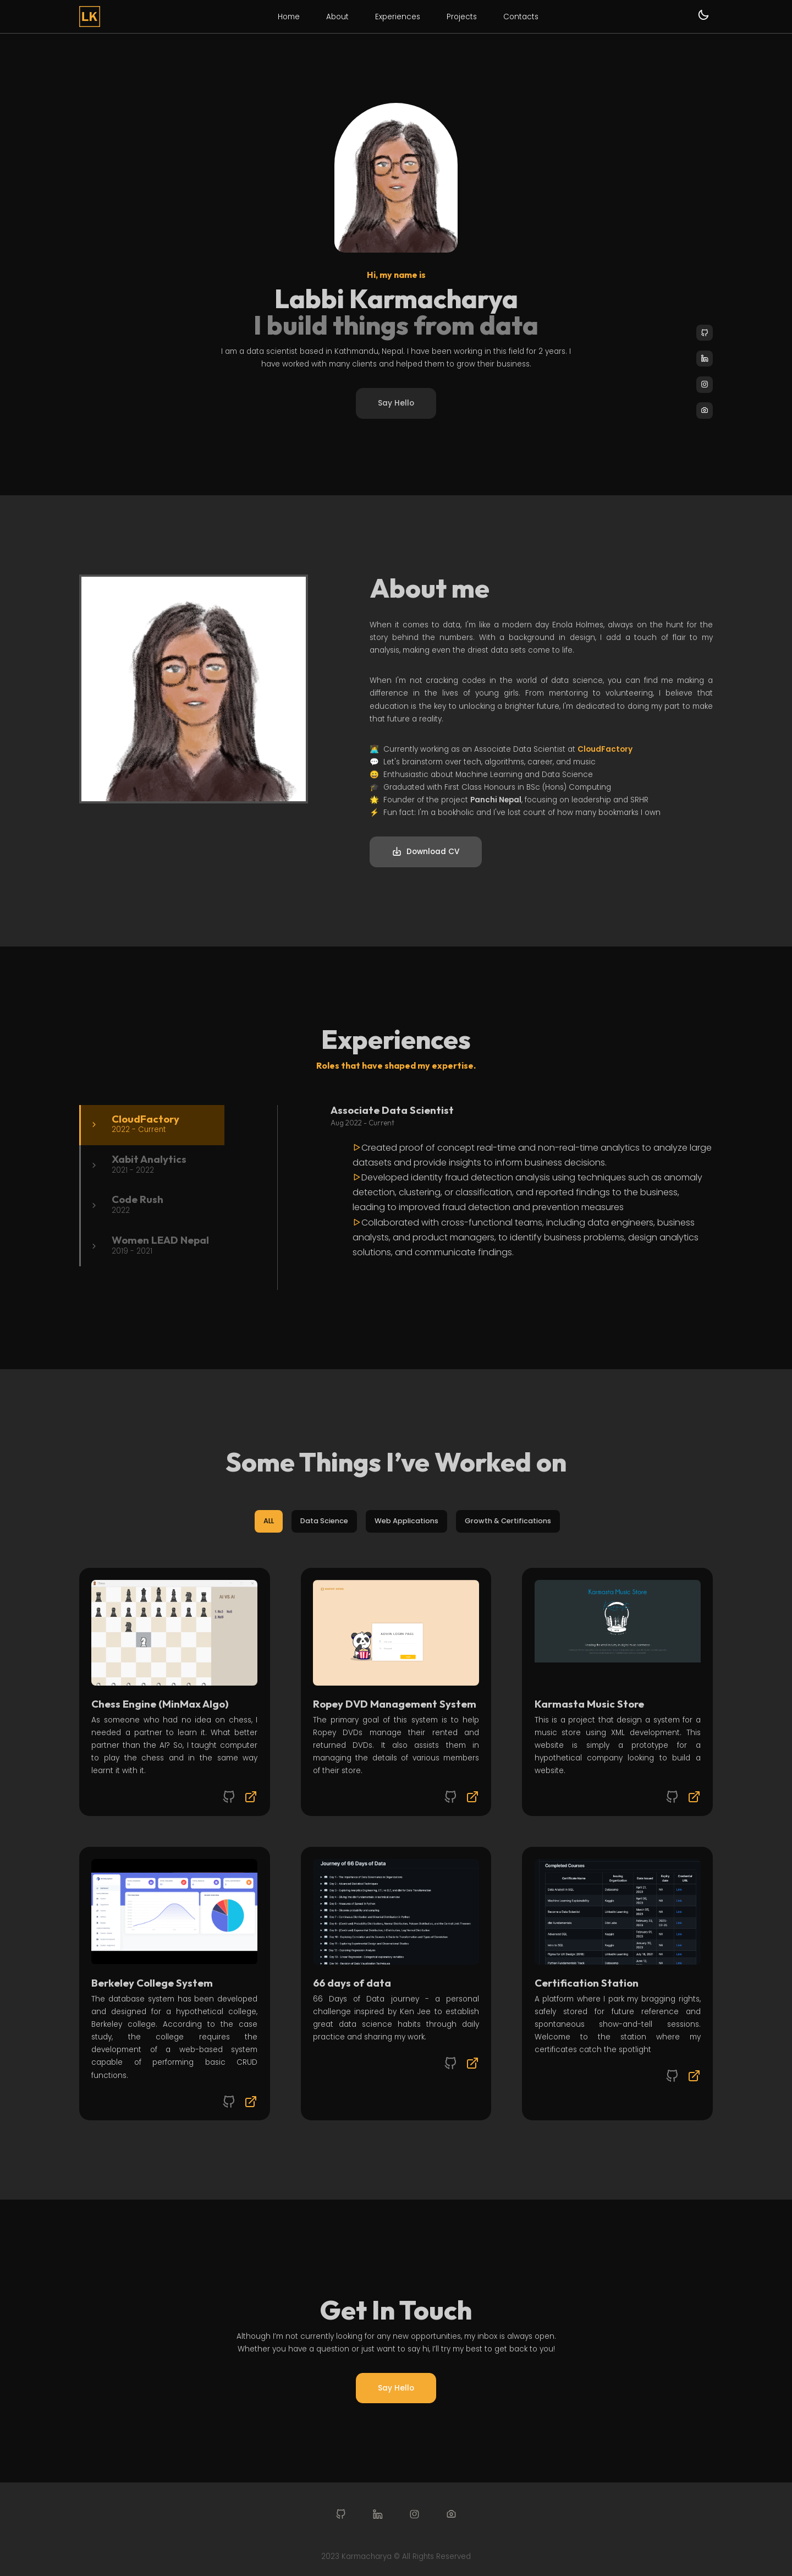 LK
Home About Experiences Projects Contacts
Hi, my name is
Labbi Karmacharya
I build things from data
I am a data scientist based in Kathmandu, Nepal. I have been working in this field for 2 years. I
have worked with many clients and helped them to grow their business.
Say Hello
About me
When it comes to data, I'm like a modern day Enola Holmes, always on the hunt for the
story behind the numbers. With a background in design, I add a touch of flair to my
analysis, making even the driest data sets come to life.
When I'm not cracking codes in the world of data science, you can find me making a
difference in the lives of young girls. From mentoring to volunteering, I believe that
education is the key to unlocking a brighter future, I'm dedicated to doing my part to make
that future a reality.
Currently working as an Associate Data Scientist at CloudFactory
Let's brainstorm over tech, algorithms, career, and music
Enthusiastic about Machine Learning and Data Science
Graduated with First Class Honours in BSc (Hons) Computing
Founder of the project Panchi Nepal, focusing on leadership and SRHR
Fun fact: I'm a bookholic and I've lost count of how many bookmarks I own
Download CV
Experiences
Roles that have shaped my expertise.
CloudFactory
2022 - Current
Xabit Analytics
2021 - 2022
Code Rush
2022
Women LEAD Nepal
2019 - 2021
Associate Data Scientist
Aug 2022 - Current
Created proof of concept real-time and non-real-time analytics to analyze large
datasets and provide insights to inform business decisions.
Developed identity fraud detection analysis using techniques such as anomaly
detection, clustering, or classification, and reported findings to the business,
leading to improved fraud detection and prevention measures
Collaborated with cross-functional teams, including data engineers, business
analysts, and product managers, to identify business problems, design analytics
solutions, and communicate findings.
Some Things I've Worked on
ALL Data Science Web Applications Growth & Certifications
Chess Engine (MinMax Algo)
As someone who had no idea on chess, I
needed a partner to learn it. What better
partner than the AI? So, I taught computer
to play the chess and in the same way
learnt it with it.
Ropey DVD Management System
The primary goal of this system is to help
Ropey DVDs manage their rented and
returned DVDs. It also assists them in
managing the details of various members
of their store.
Karmasta Music Store
Karmasta Music Store
This is a project that design a system for a
music store using XML development. This
website is simply a prototype for a
hypothetical company looking to build a
website.
Berkeley College System
The database system has been developed
and designed for a hypothetical college,
Berkeley college. According to the case
study, the college requires the
development of a web-based system
capable of performing basic CRUD
functions.
Journey of 66 Days of Data
66 days of data
66 Days of Data journey - a personal
challenge inspired by Ken Jee to establish
great data science habits through daily
practice and sharing my work.
Completed Courses
Certification Station
A platform where I park my bragging rights,
safely stored for future reference and
spontaneous show-and-tell sessions.
Welcome to the station where my
certificates catch the spotlight
Get In Touch
Although I'm not currently looking for any new opportunities, my inbox is always open.
Whether you have a question or just want to say hi, I'll try my best to get back to you!
Say Hello
2023 Karmacharya © All Rights Reserved